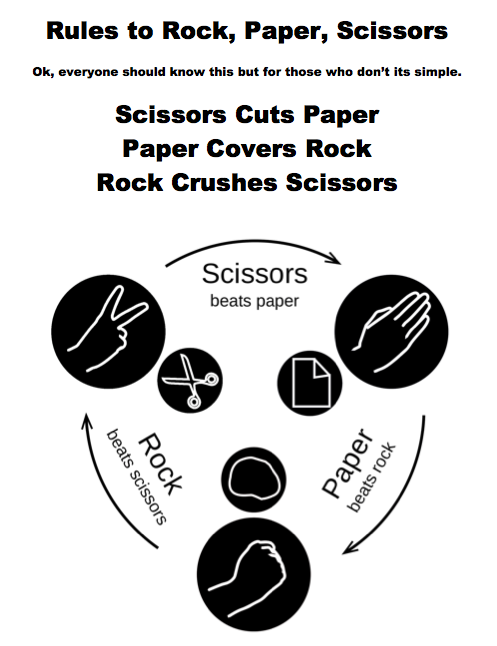 Rules to Rock, Paper, Scissors
Ok, everyone should know this but for those who don’t its simple.
Scissors Cuts Paper
Paper Covers Rock
Rock Crushes Scissors
Scissors
beats paper
Rock
beats scissors
Paper
beats rock